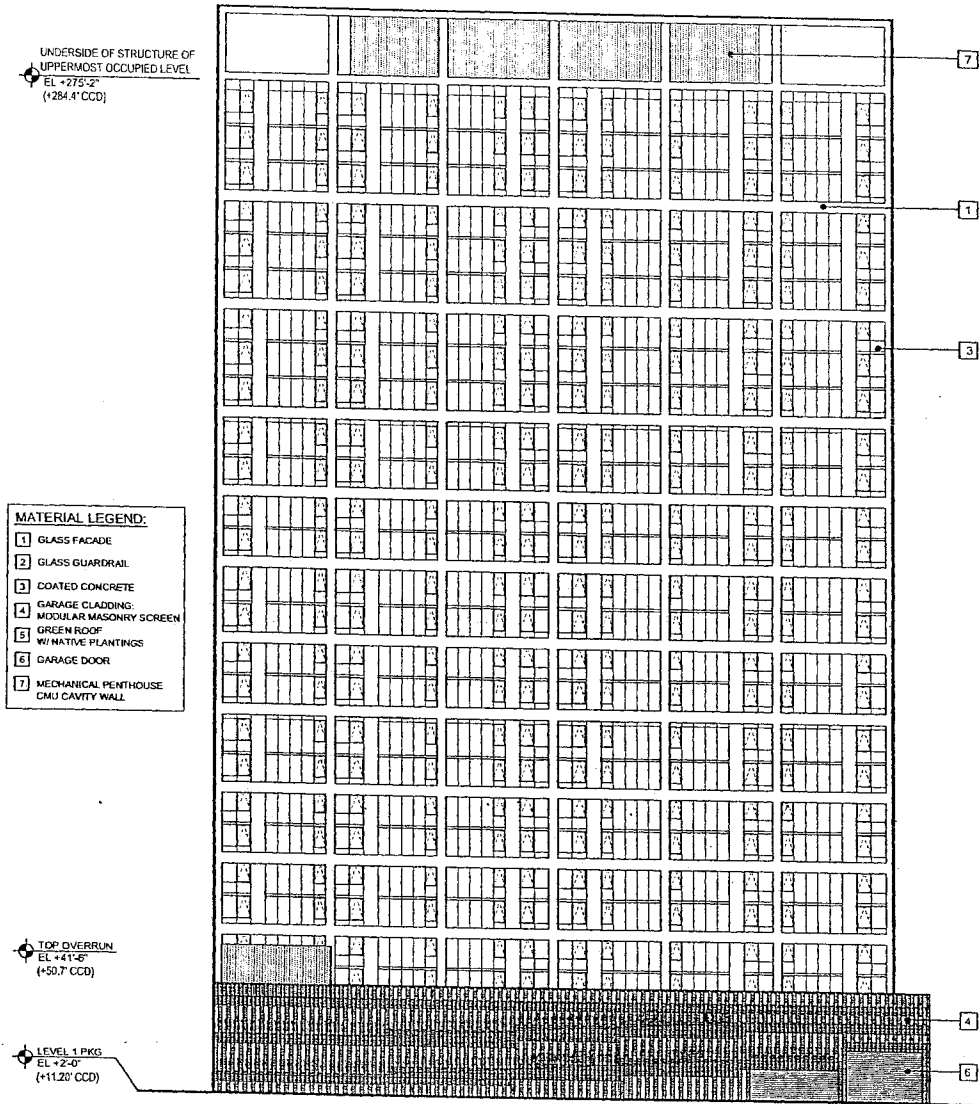 UNDERSIDE OF STRUCTURE OF
UPPERMOST OCCUPIED LEVEL
EL +275'-2"
(+284.4' CCD)
7
1
3
MATERIAL LEGEND:
1 GLASS FACADE
2 GLASS GUARDRAIL
3 COATED CONCRETE
4 GARAGE CLADDING:
MODULAR MASONRY SCREEN
5 GREEN ROOF
W/ NATIVE PLANTINGS
6 GARAGE DOOR
7 MECHANICAL PENTHOUSE
CMU CAVITY WALL
TOP OVERRUN
EL +41'-6"
(+50.7' CCD)
4
LEVEL 1 PKG
EL +2'-0"
(+11.20' CCD)
6